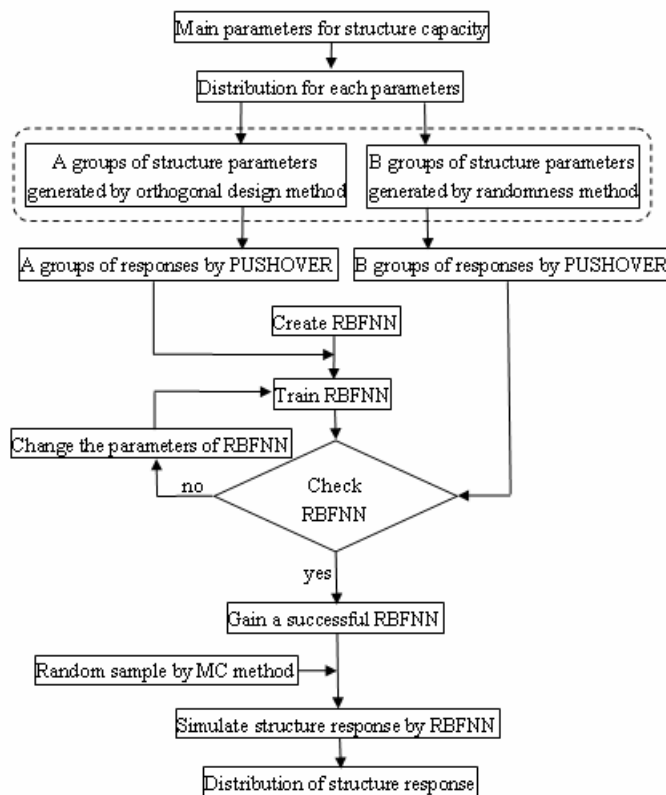 Main parameters for structure capacity
Distribution for each parameters
A groups of structure parameters
generated by orthogonal design method
B groups of structure parameters
generated by randomness method
A groups of responses by PUSHOVER
B groups of responses by PUSHOVER
Create RBFNN
Train RBFNN
Change the parameters of RBFNN
no
Check
RBFNN
yes
Gain a successful RBFNN
Random sample by MC method
Simulate structure response by RBFNN
Distribution of structure response